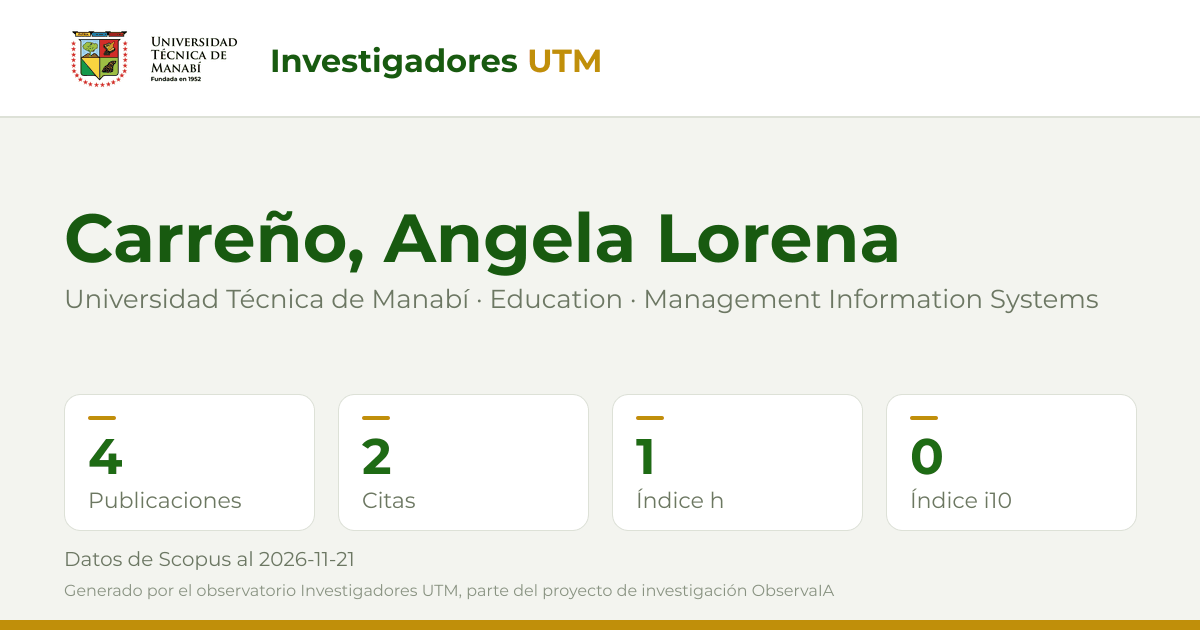 UNIVERSIDAD
TÉCNICA DE
MANABÍ
Fundada en 1952
Investigadores UTM
Carreño, Angela Lorena
Universidad Técnica de Manabí · Education · Management Information Systems
4
Publicaciones
2
Citas
1
Índice h
0
Índice i10
Datos de Scopus al 2026-11-21
Generado por el observatorio Investigadores UTM, parte del proyecto de investigación ObservaIA